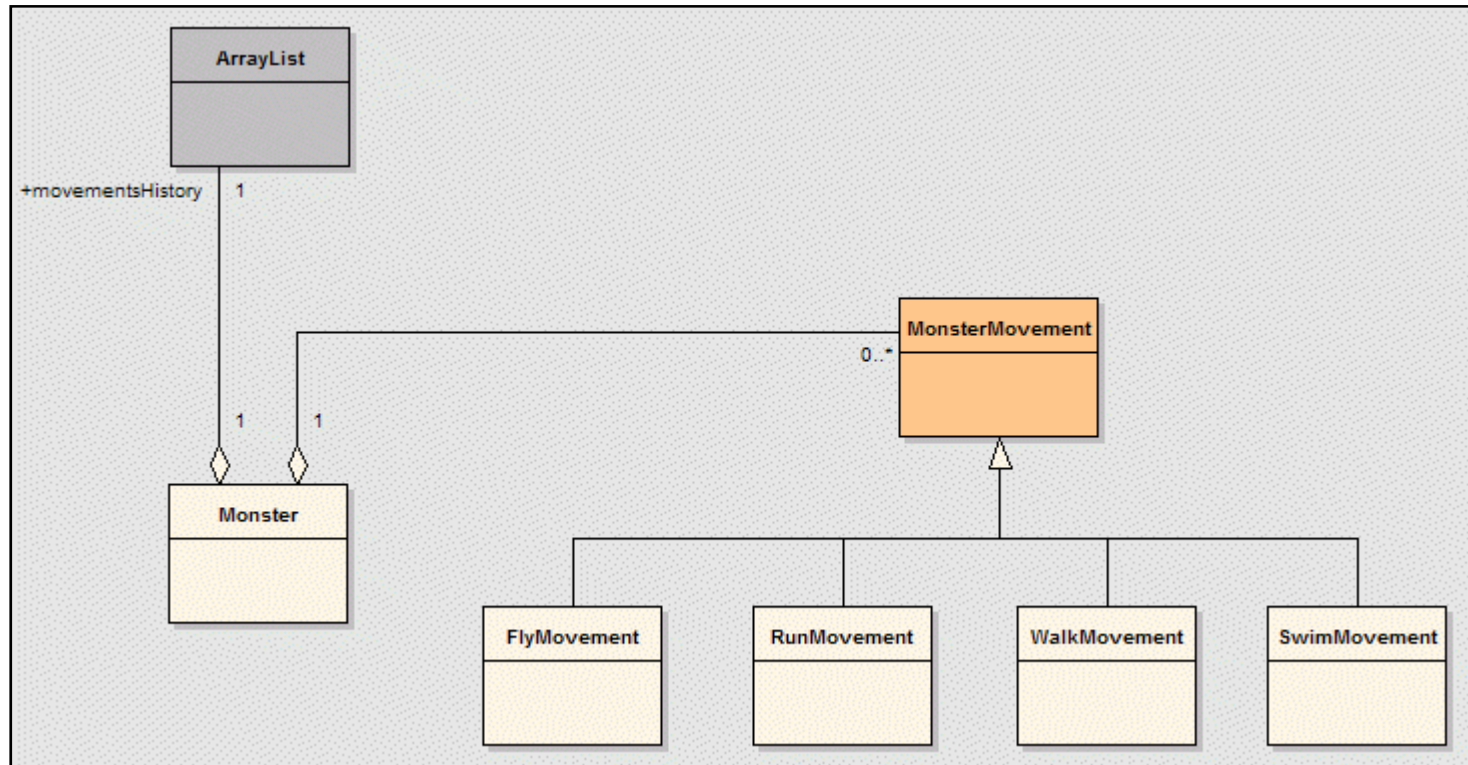 ArrayList
+movementsHistory 1
MonsterMovement
0..*
1 1
Monster
FlyMovement RunMovement WalkMovement SwimMovement